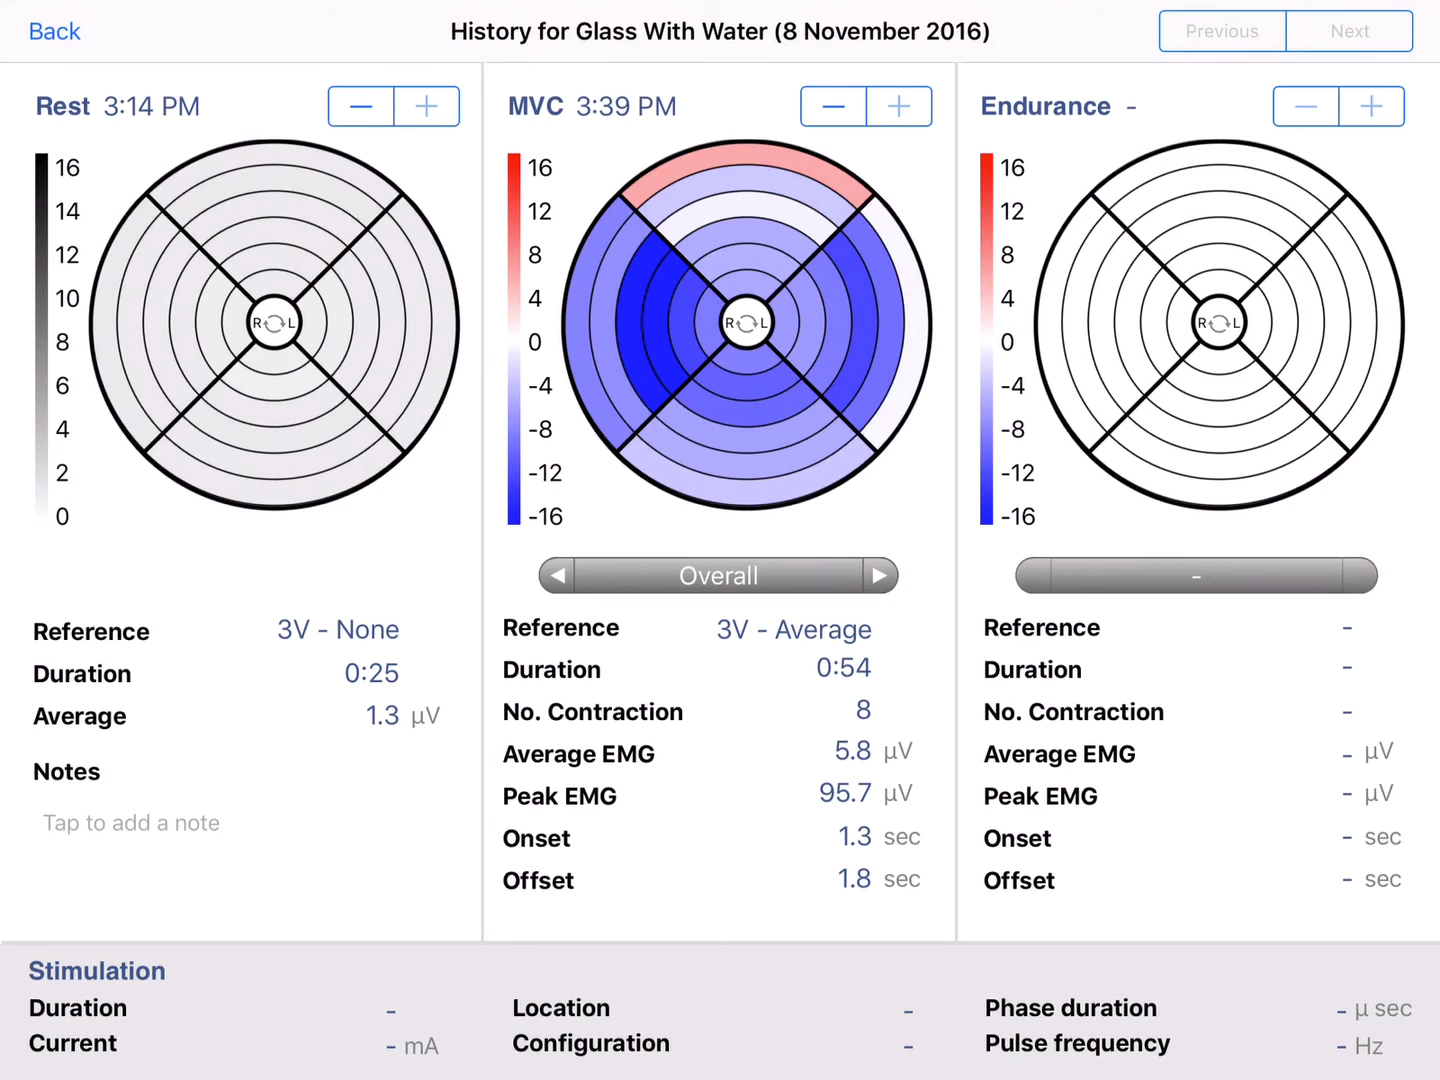 Back
History for Glass With Water (8 November 2016)
Previous
Next
Rest 3:14 PM
− +
16
14
12
10
8
6
4
2
0
R L
Reference 3V - None
Duration 0:25
Average 1.3 µV
Notes
Tap to add a note
MVC 3:39 PM
− +
16
12
8
4
0
-4
-8
-12
-16
R L
Overall
Reference 3V - Average
Duration 0:54
No. Contraction 8
Average EMG 5.8 µV
Peak EMG 95.7 µV
Onset 1.3 sec
Offset 1.8 sec
Endurance -
− +
16
12
8
4
0
-4
-8
-12
-16
R L
-
Reference -
Duration -
No. Contraction -
Average EMG - µV
Peak EMG - µV
Onset - sec
Offset - sec
Stimulation
Duration -
Current - mA
Location -
Configuration -
Phase duration - µ sec
Pulse frequency - Hz